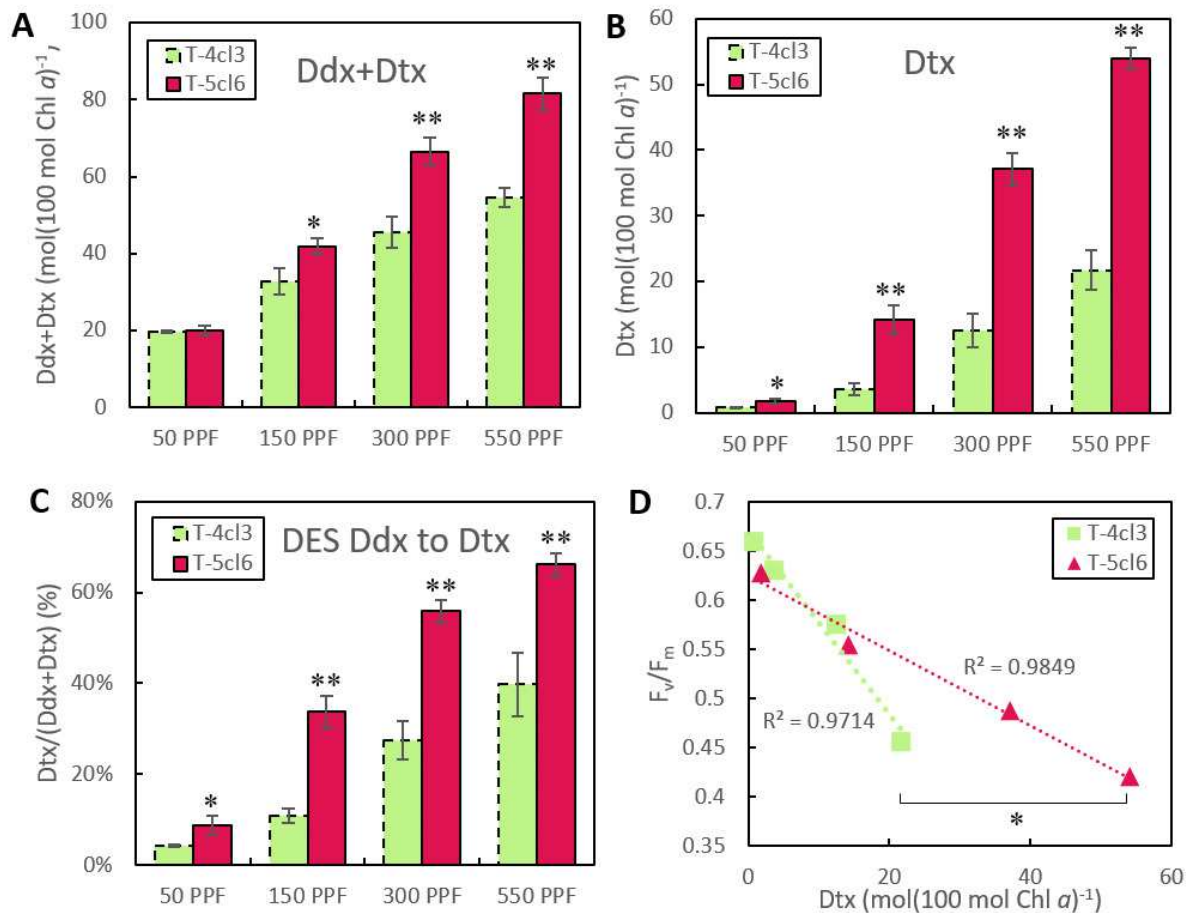 A
Ddx+Dtx (mol(100 mol Chl a)-1,
100
80
60
40
20
0
T-4cl3
T-5cl6
Ddx+Dtx
*
**
**
50 PPF 150 PPF 300 PPF 550 PPF
B
Dtx (mol(100 mol Chl a)-1)
60
50
40
30
20
10
0
T-4cl3
T-5cl6
Dtx
*
**
**
**
50 PPF 150 PPF 300 PPF 550 PPF
C
Dtx/(Ddx+Dtx) (%)
80%
60%
40%
20%
0%
T-4cl3
T-5cl6
DES Ddx to Dtx
*
**
**
**
50 PPF 150 PPF 300 PPF 550 PPF
D
Fv/Fm
0.7
0.65
0.6
0.55
0.5
0.45
0.4
0.35
T-4cl3
T-5cl6
R² = 0.9849
R² = 0.9714
*
0 20 40 60
Dtx (mol(100 mol Chl a)-1)